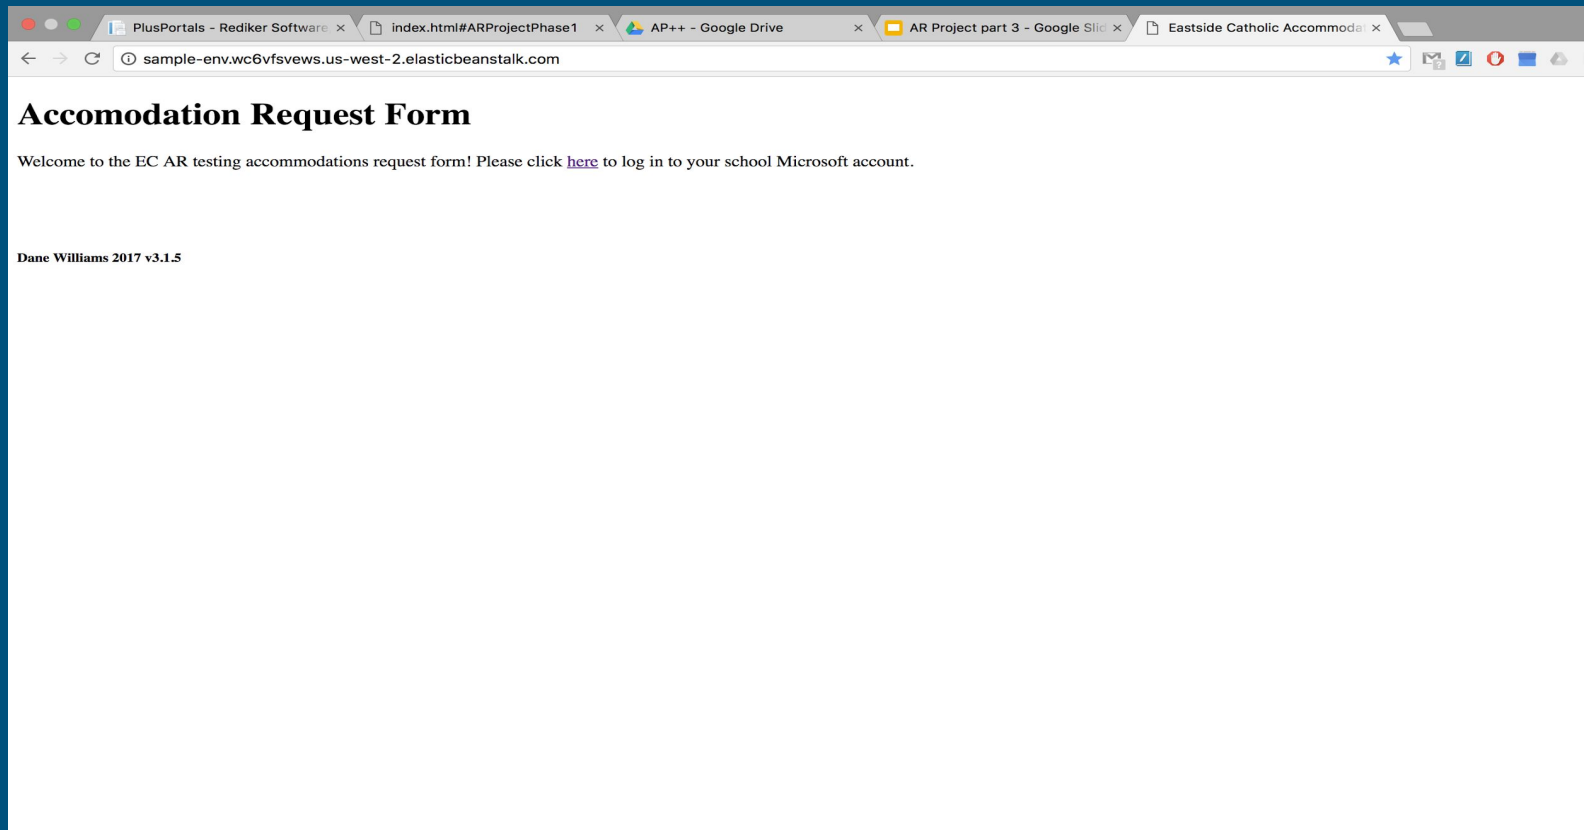 PlusPortals - Rediker Software
index.html#ARProjectPhase1
AP++ - Google Drive
AR Project part 3 - Google Slid
Eastside Catholic Accommodat
sample-env.wc6vfsvews.us-west-2.elasticbeanstalk.com
Accomodation Request Form
Welcome to the EC AR testing accommodations request form! Please click here to log in to your school Microsoft account.
Dane Williams 2017 v3.1.5